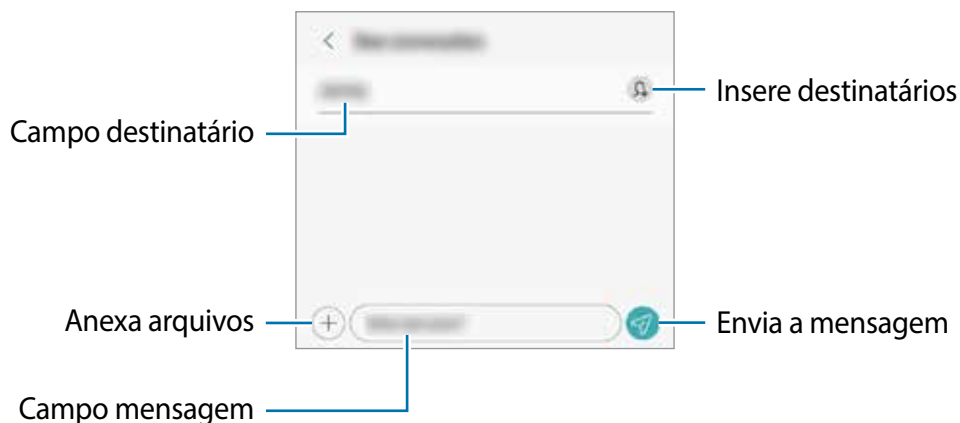 Insere destinatários
Campo destinatário
Anexa arquivos
Envia a mensagem
Campo mensagem